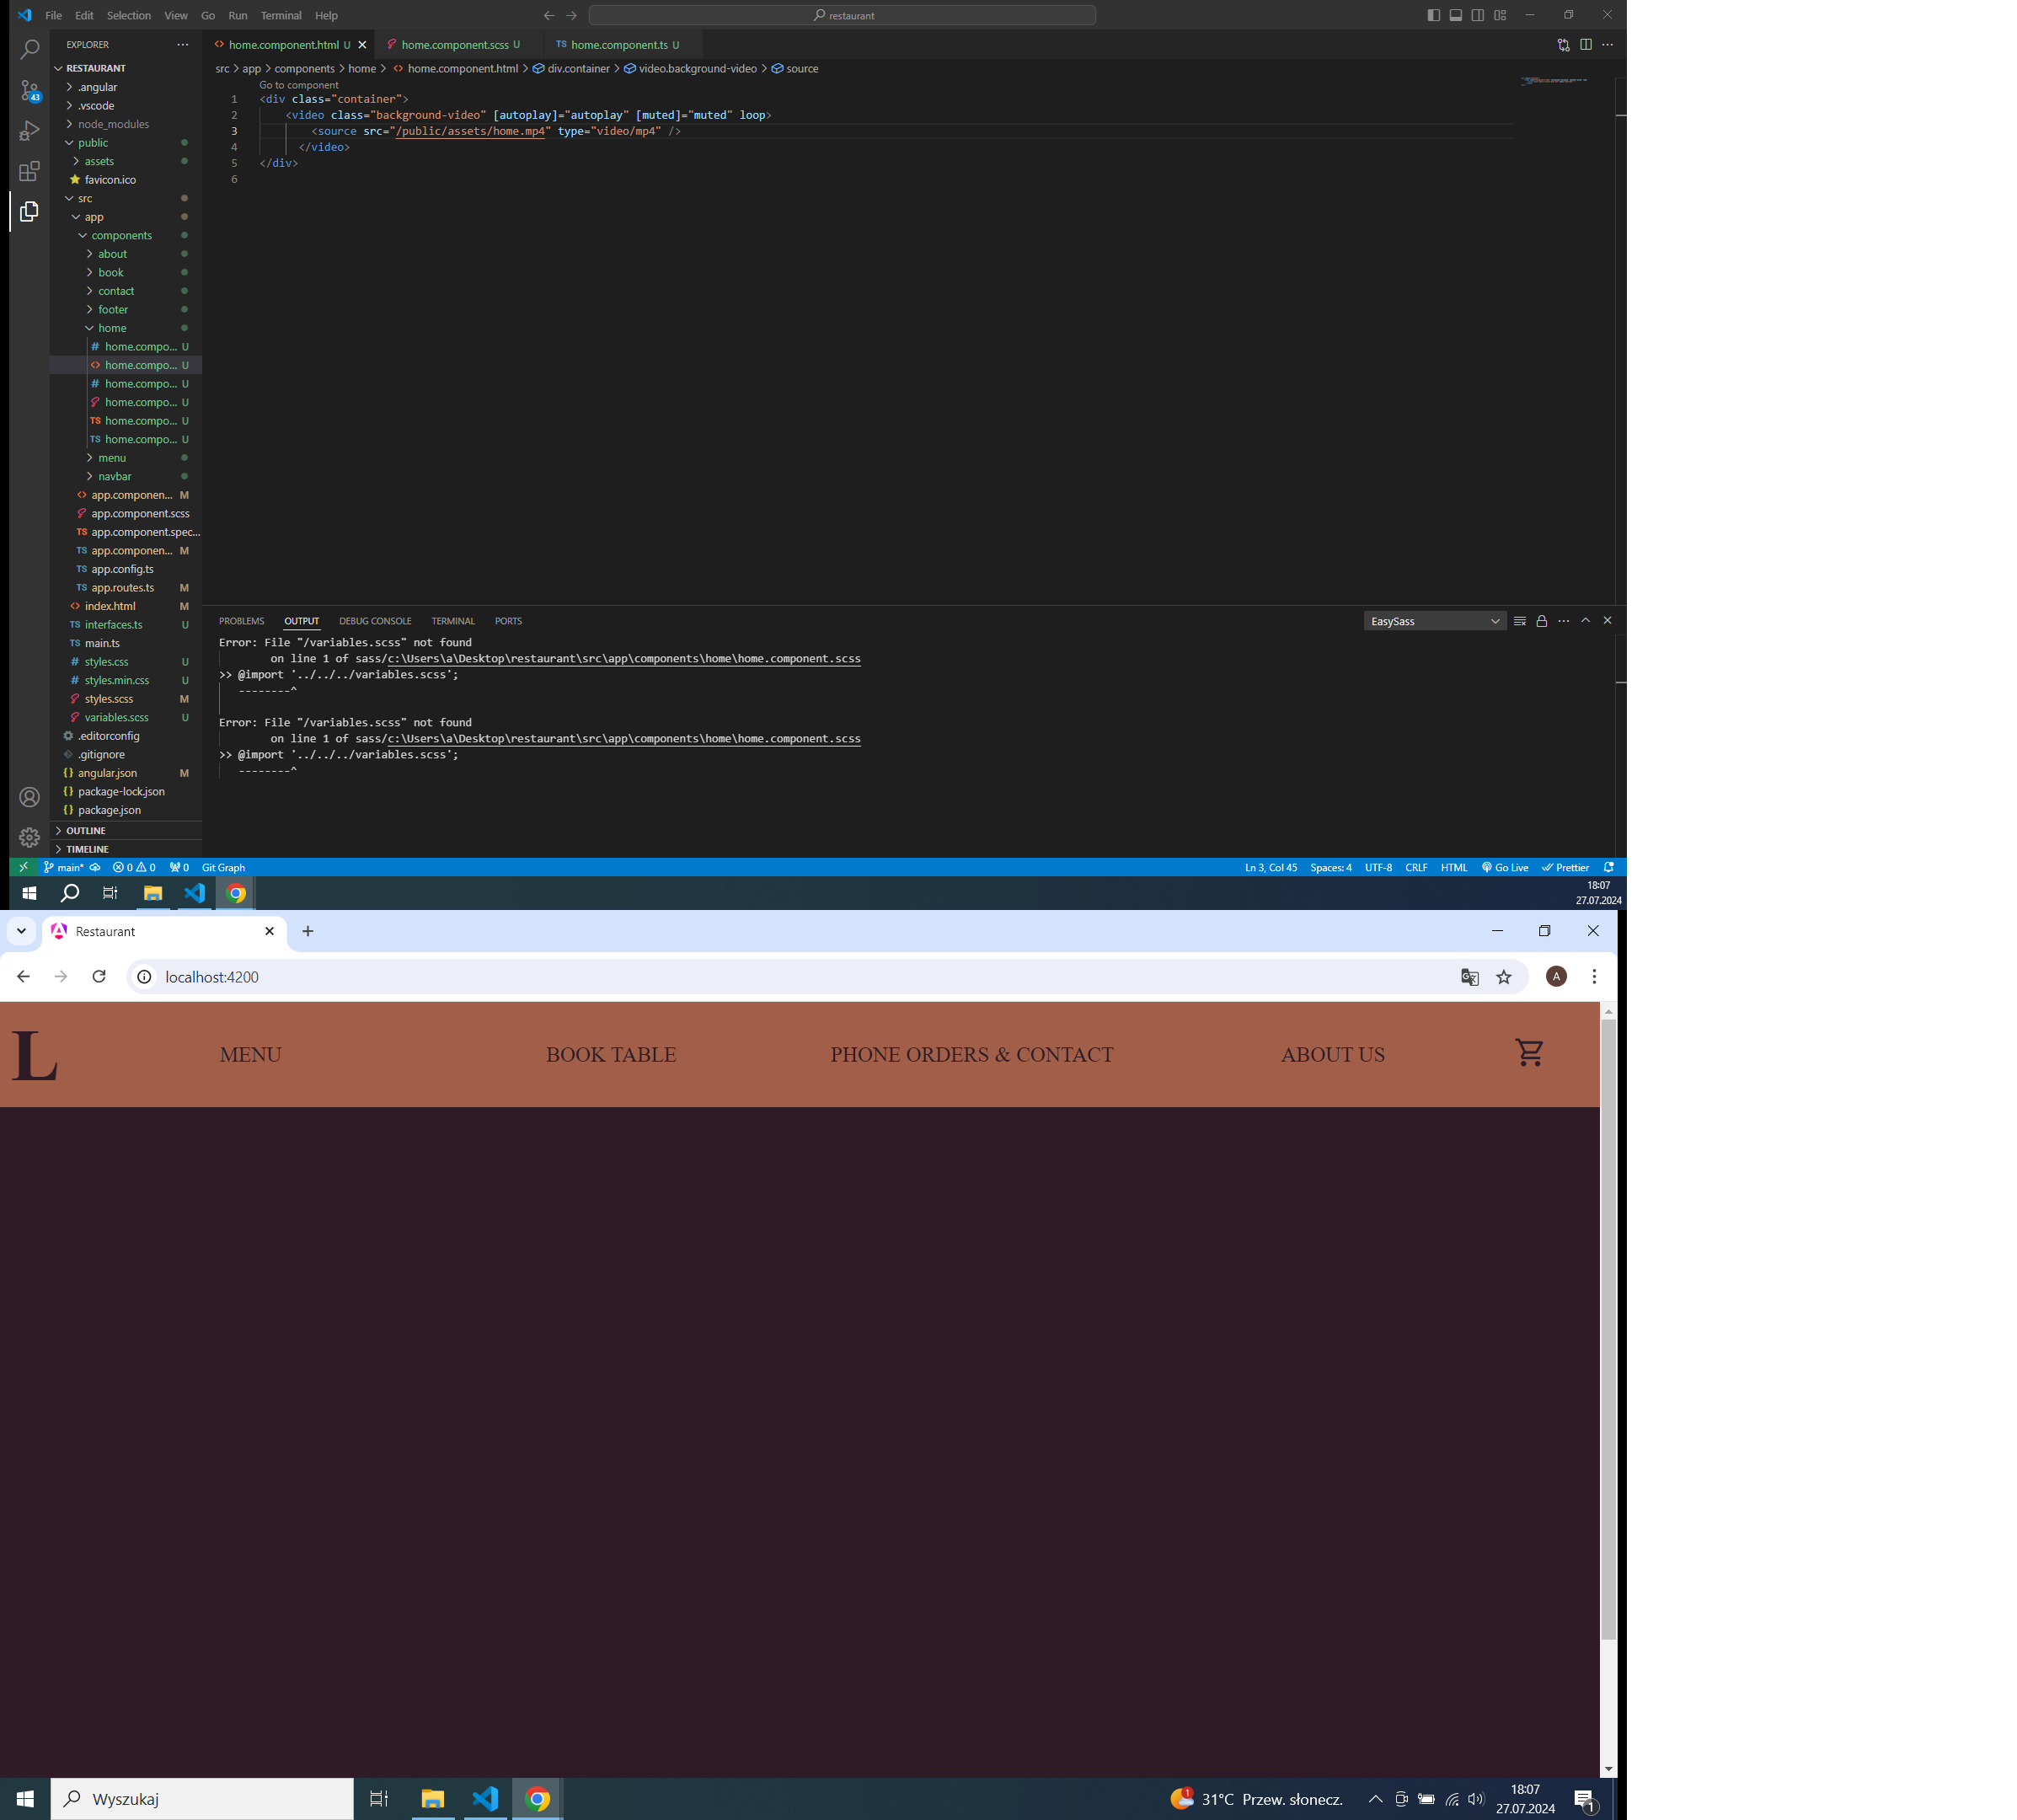 File Edit Selection View Go Run Terminal Help
restaurant
EXPLORER
home.component.html U
home.component.scss U
TS home.component.ts U
RESTAURANT
src > app > components > home > home.component.html > div.container > video.background-video > source
.angular
.vscode
node_modules
public
assets
favicon.ico
src
app
components
about
book
contact
footer
home
# home.compo... U
<> home.compo... U
# home.compo... U
home.compo... U
TS home.compo... U
TS home.compo... U
menu
navbar
<> app.componen... M
app.component.scss
TS app.component.spec...
TS app.componen... M
TS app.config.ts
TS app.routes.ts M
<> index.html M
TS interfaces.ts U
TS main.ts
# styles.css U
# styles.min.css U
styles.scss M
variables.scss U
.editorconfig
.gitignore
{} angular.json M
{} package-lock.json
{} package.json
OUTLINE
TIMELINE
43
Go to component
1 <div class="container">
2 <video class="background-video" [autoplay]="autoplay" [muted]="muted" loop>
3 <source src="/public/assets/home.mp4" type="video/mp4" />
4 </video>
5 </div>
6
PROBLEMS OUTPUT DEBUG CONSOLE TERMINAL PORTS
EasySass
Error: File "/variables.scss" not found
on line 1 of sass/c:\Users\a\Desktop\restaurant\src\app\components\home\home.component.scss
>> @import '../../../variables.scss';
--------^
Error: File "/variables.scss" not found
on line 1 of sass/c:\Users\a\Desktop\restaurant\src\app\components\home\home.component.scss
>> @import '../../../variables.scss';
--------^
main* 0 0 0 Git Graph
Ln 3, Col 45 Spaces: 4 UTF-8 CRLF HTML Go Live Prettier
18:07
27.07.2024
Restaurant
localhost:4200
A
L MENU BOOK TABLE PHONE ORDERS & CONTACT ABOUT US
Wyszukaj
1
31°C Przew. słonecz.
18:07
27.07.2024
1